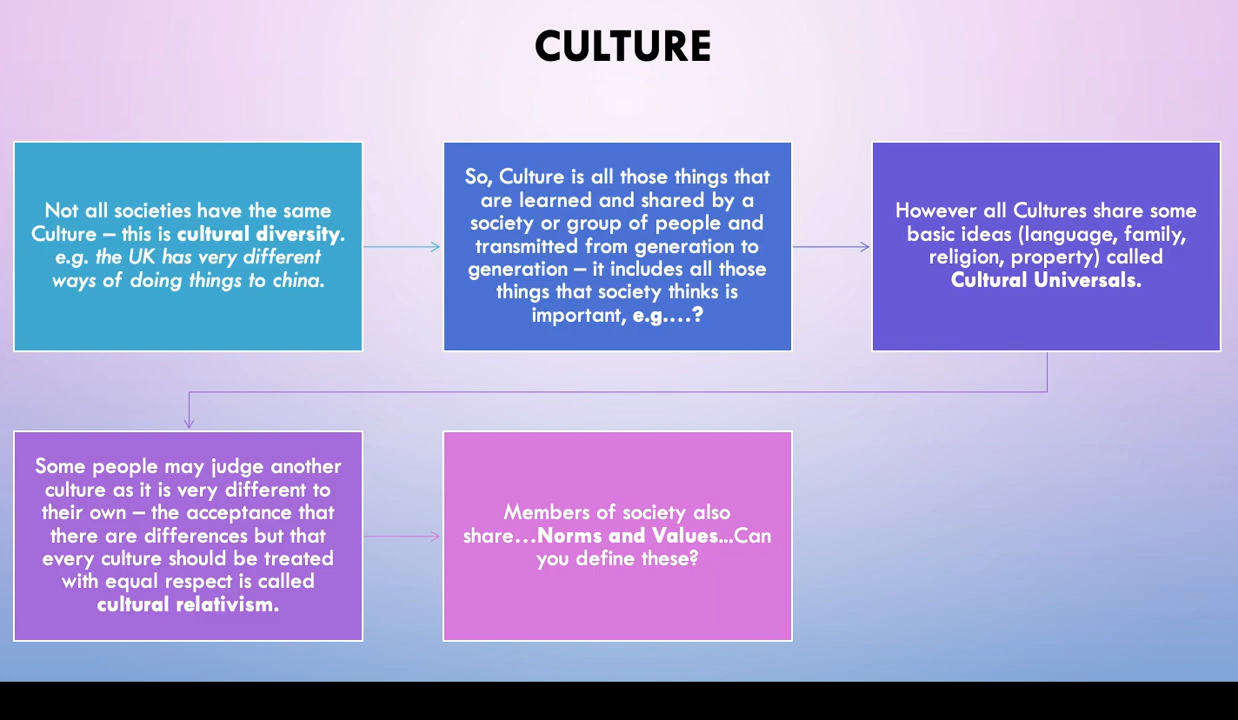 CULTURE
Not all societies have the same
Culture – this is cultural diversity.
e.g. the UK has very different
ways of doing things to china.
So, Culture is all those things that
are learned and shared by a
society or group of people and
transmitted from generation to
generation – it includes all those
things that society thinks is
important, e.g.…?
However all Cultures share some
basic ideas (language, family,
religion, property) called
Cultural Universals.
Some people may judge another
culture as it is very different to
their own – the acceptance that
there are differences but that
every culture should be treated
with equal respect is called
cultural relativism.
Members of society also
share…Norms and Values…Can
you define these?